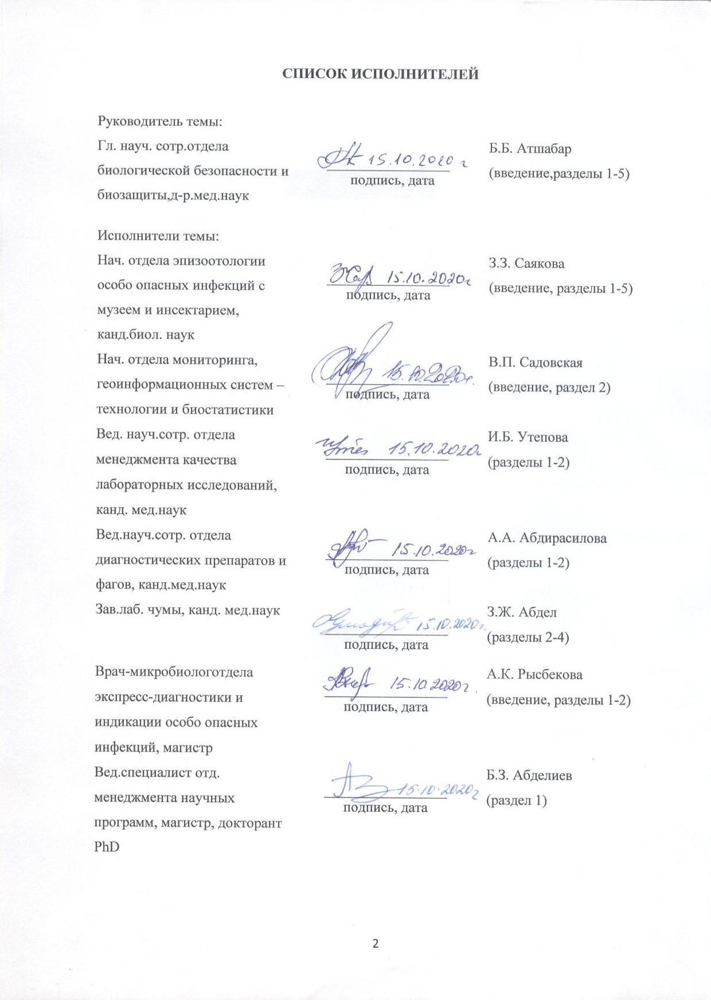 СПИСОК ИСПОЛНИТЕЛЕЙ
Руководитель темы:
Гл. науч. сотр.отдела
биологической безопасности и
биозащиты,д-р.мед.наук
15.10.2020 г
подпись, дата
Б.Б. Атшабар
(введение,разделы 1-5)
Исполнители темы:
Нач. отдела эпизоотологии
особо опасных инфекций с
музеем и инсектарием,
канд.биол. наук
15.10.2020г
подпись, дата
З.З. Саякова
(введение, разделы 1-5)
Нач. отдела мониторинга,
геоинформационных систем –
технологии и биостатистики
15.10.2020г.
подпись, дата
В.П. Садовская
(введение, раздел 2)
Вед. науч.сотр. отдела
менеджмента качества
лабораторных исследований,
канд. мед.наук
15.10.2020г
подпись, дата
И.Б. Утепова
(разделы 1-2)
Вед.науч.сотр. отдела
диагностических препаратов и
фагов, канд.мед.наук
15.10.2020г
подпись, дата
А.А. Абдирасилова
(разделы 1-2)
Зав.лаб. чумы, канд. мед.наук
15.10.2020г.
подпись, дата
З.Ж. Абдел
(разделы 2-4)
Врач-микробиологотдела
экспресс-диагностики и
индикации особо опасных
инфекций, магистр
15.10.2020г.
подпись, дата
А.К. Рысбекова
(введение, разделы 1-2)
Вед.специалист отд.
менеджмента научных
программ, магистр, докторант
PhD
15.10.2020г
подпись, дата
Б.З. Абделиев
(раздел 1)
2